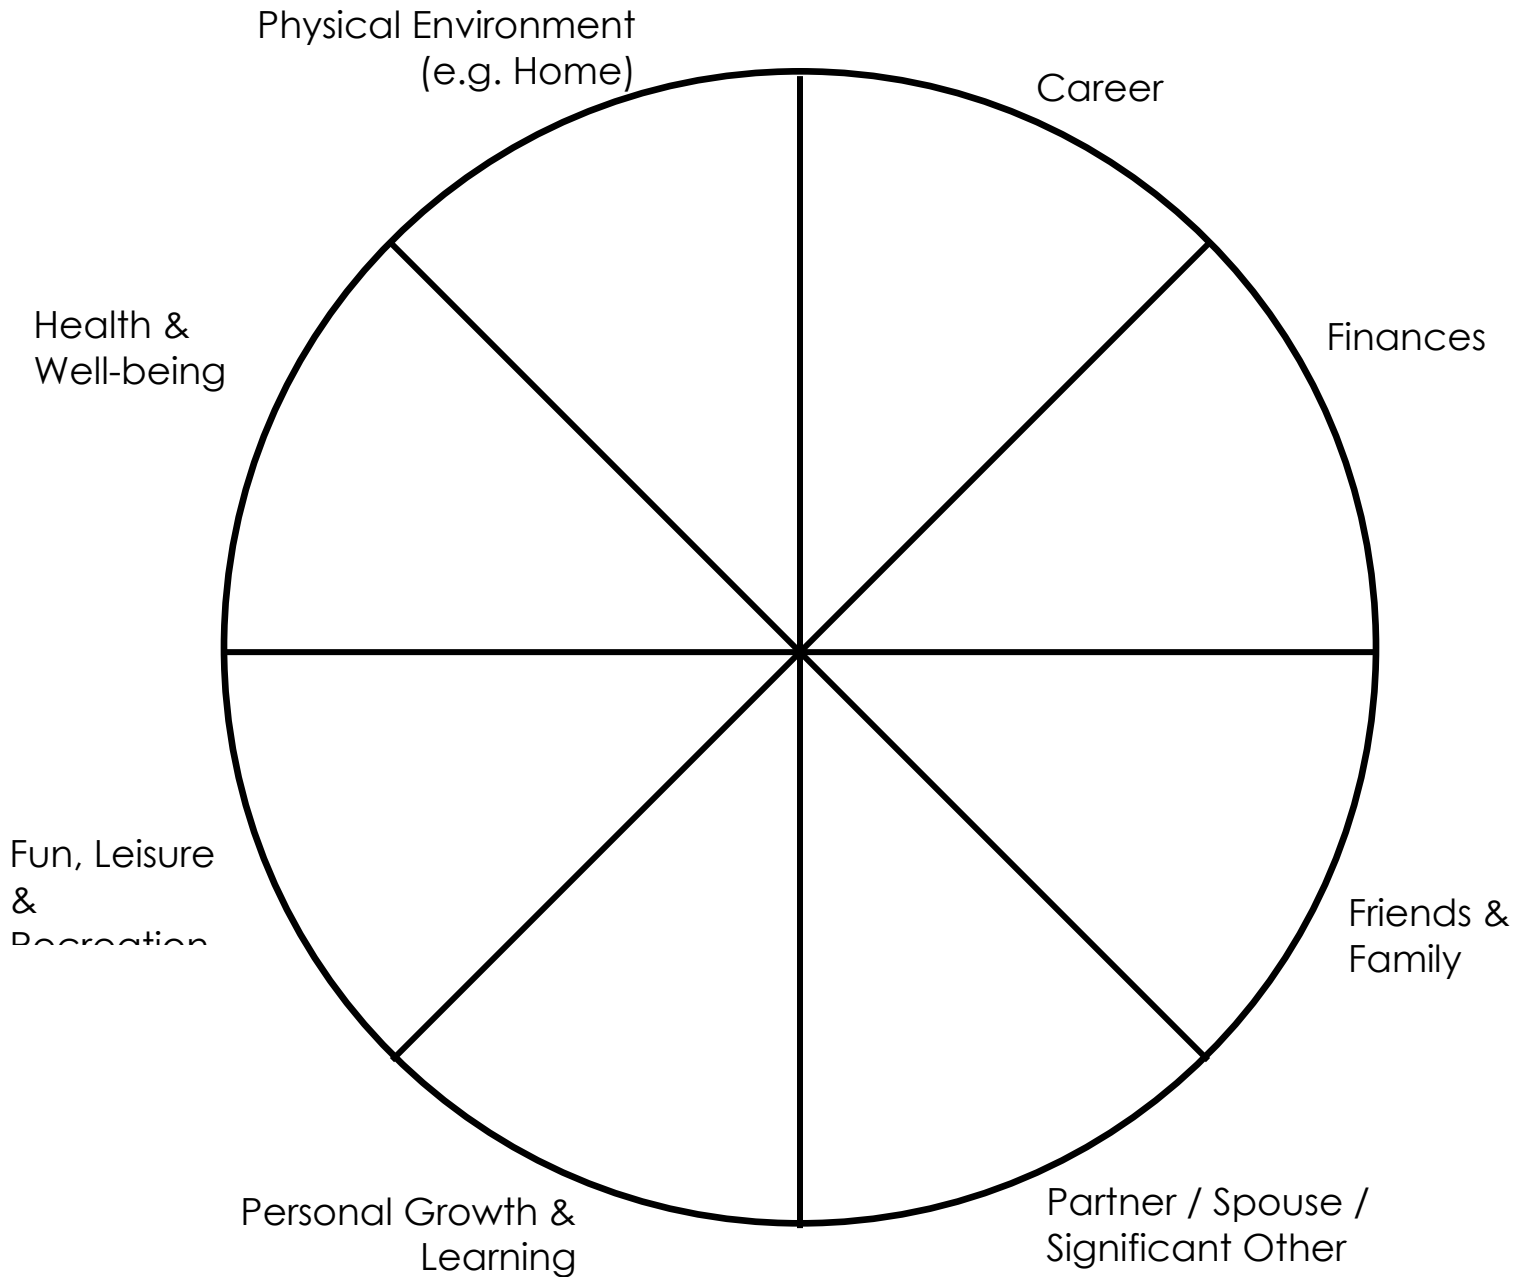 Physical Environment
(e.g. Home)
Career
Health &
Well-being
Finances
Fun, Leisure
&
Recreation
Friends &
Family
Personal Growth &
Learning
Partner / Spouse /
Significant Other